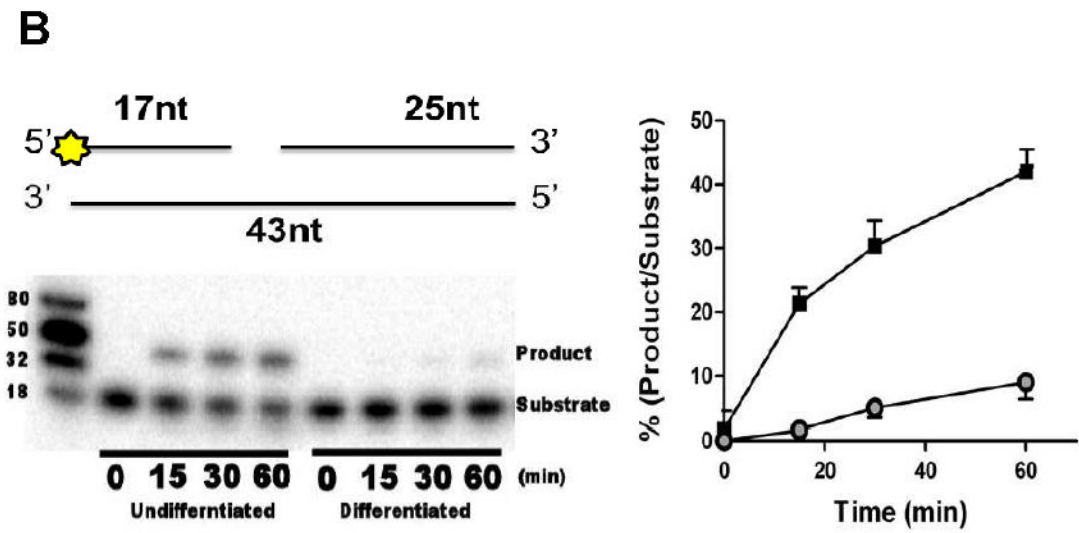 B
17nt 25nt
5’ 3’
3’ 5’
43nt
80
50
32
18
Product
Substrate
0 15 30 60 0 15 30 60 (min)
Undifferntiated Differentiated
% (Product/Substrate)
50
40
30
20
10
0
0 20 40 60
Time (min)